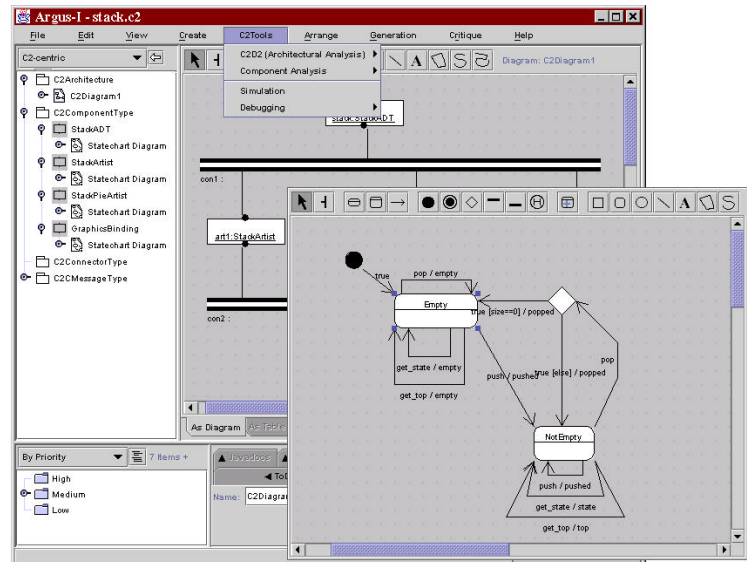 Argus-I - stack.c2
File Edit View Create C2Tools Arrange Generation Critique Help
C2-centric
C2D2 (Architectural Analysis)
Component Analysis
Simulation
Debugging
A
Diagram: C2Diagram1
C2Architecture
C2Diagram1
C2ComponentType
StackADT
Statechart Diagram
StackArtist
Statechart Diagram
StackPieArtist
Statechart Diagram
GraphicsBinding
Statechart Diagram
C2ConnectorType
C2CMessageType
stack:StackADT
con1 :
art1:StackArtist
con2 :
As Diagram As Table
By Priority
7 Items +
High
Medium
Low
Javadocs
Name: C2Diagra
H
A
true
pop / empty
Empty
true [size==0] / popped
get_state / empty
get_top / empty
push / pushed
true [else] / popped
pop
NotEmpty
push / pushed
get_state / state
get_top / top